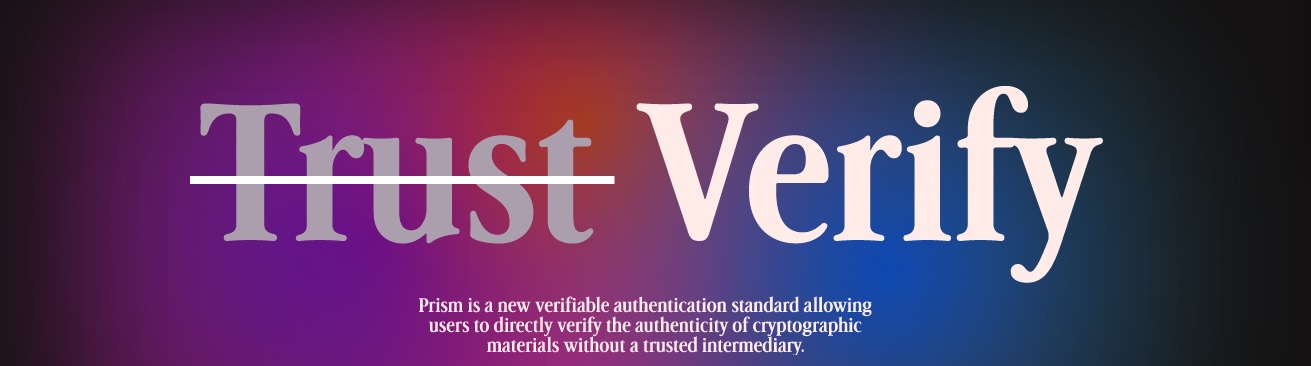 Trust Verify
Prism is a new verifiable authentication standard allowing
users to directly verify the authenticity of cryptographic
materials without a trusted intermediary.